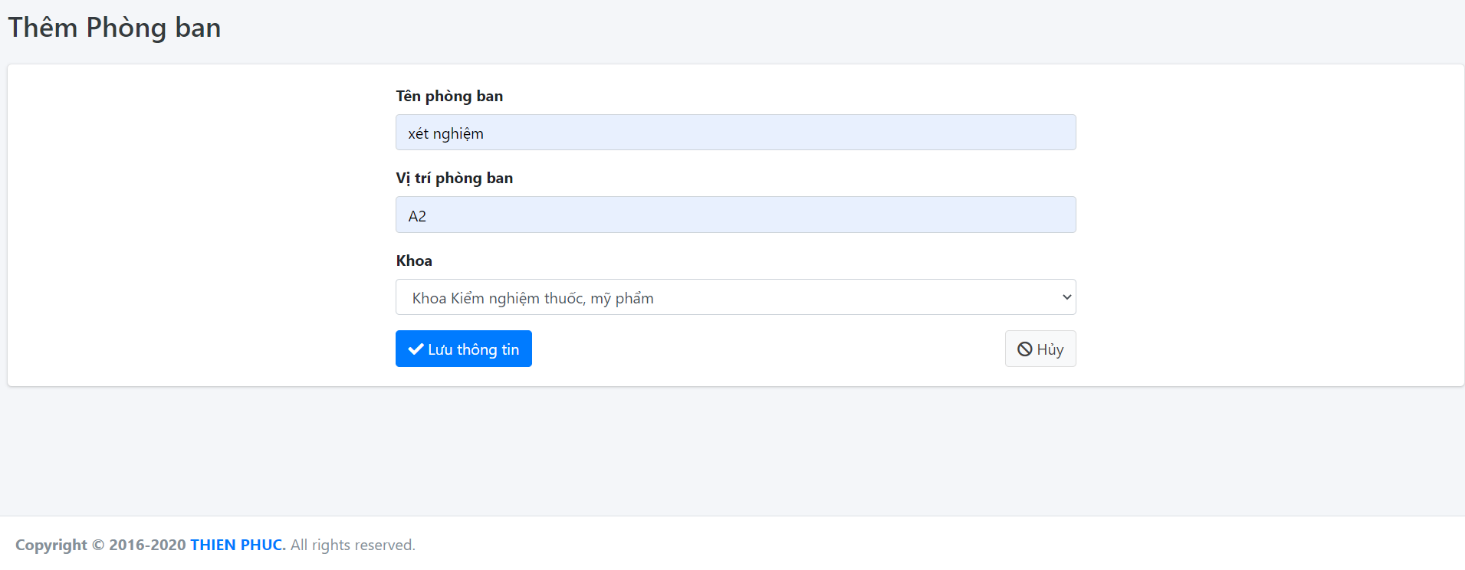 Thêm Phòng ban
Tên phòng ban
xét nghiệm
Vị trí phòng ban
A2
Khoa
Khoa Kiểm nghiệm thuốc, mỹ phẩm
Lưu thông tin
Hủy
Copyright © 2016-2020 THIEN PHUC. All rights reserved.